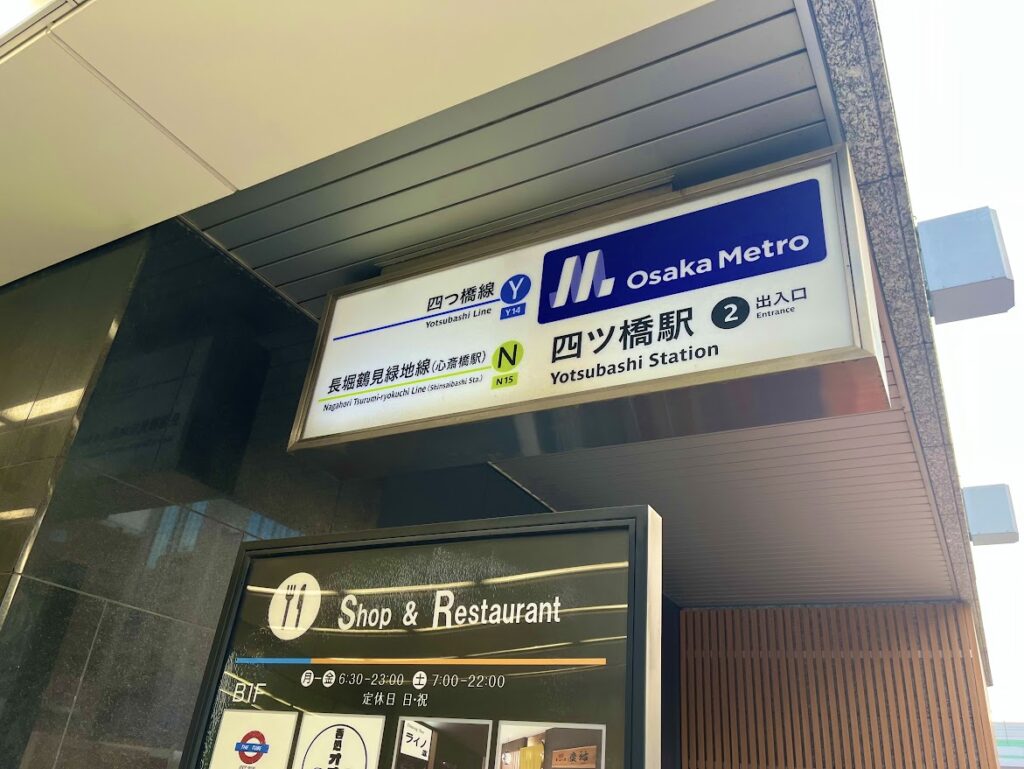 四つ橋線 Y
Yotsubashi Line Y14
長堀鶴見緑地線(心斎橋駅) N
Nagahori Tsurumi-ryokuchi Line (Shinsaibashi Sta.) N15
Osaka Metro
四ツ橋駅 2 出入口
Entrance
Yotsubashi Station
Shop & Restaurant
月-金 6:30-23:00 土 7:00-22:00
定休日 日・祝
B1F
THE TUBE
ライノ